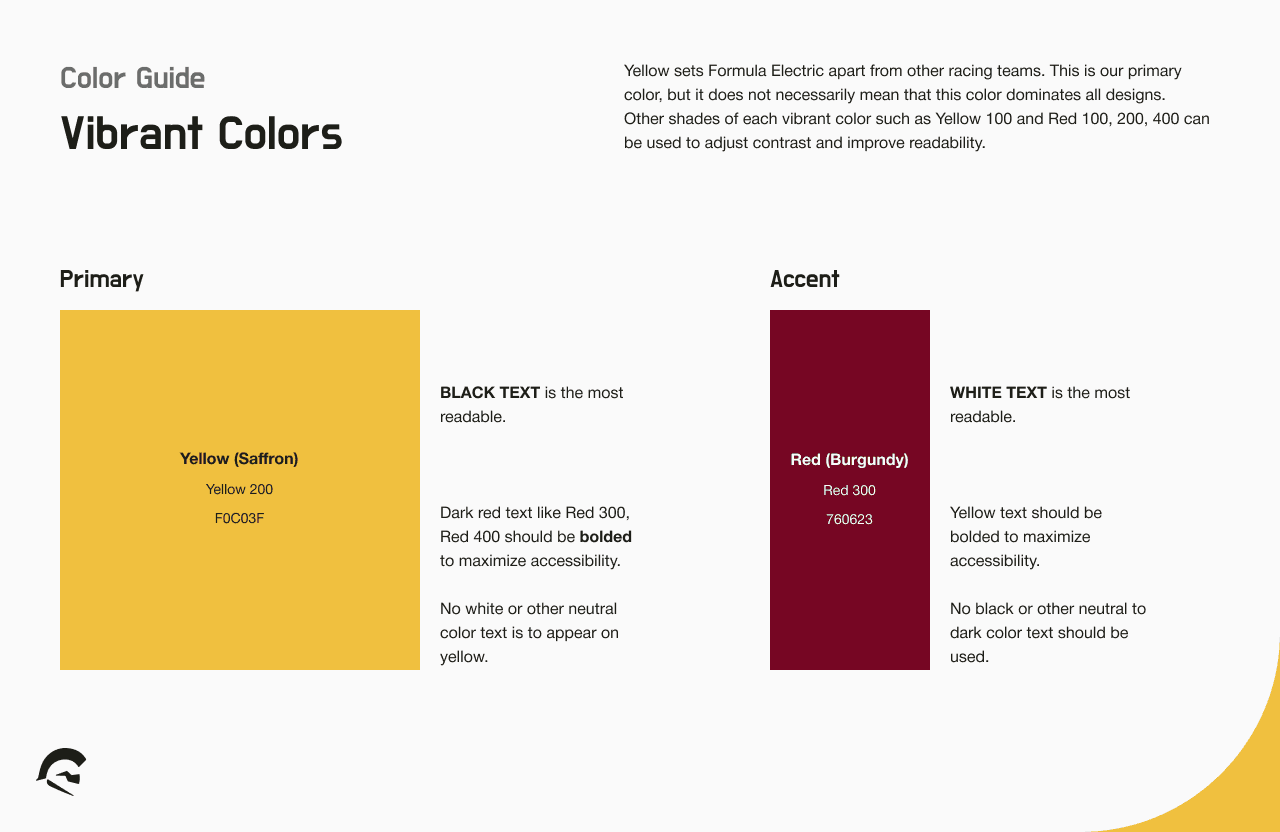 Color Guide
Vibrant Colors
Yellow sets Formula Electric apart from other racing teams. This is our primary
color, but it does not necessarily mean that this color dominates all designs.
Other shades of each vibrant color such as Yellow 100 and Red 100, 200, 400 can
be used to adjust contrast and improve readability.
Primary
Yellow (Saffron)
Yellow 200
F0C03F
BLACK TEXT is the most
readable.
Dark red text like Red 300,
Red 400 should be bolded
to maximize accessibility.
No white or other neutral
color text is to appear on
yellow.
Accent
Red (Burgundy)
Red 300
760623
WHITE TEXT is the most
readable.
Yellow text should be
bolded to maximize
accessibility.
No black or other neutral to
dark color text should be
used.